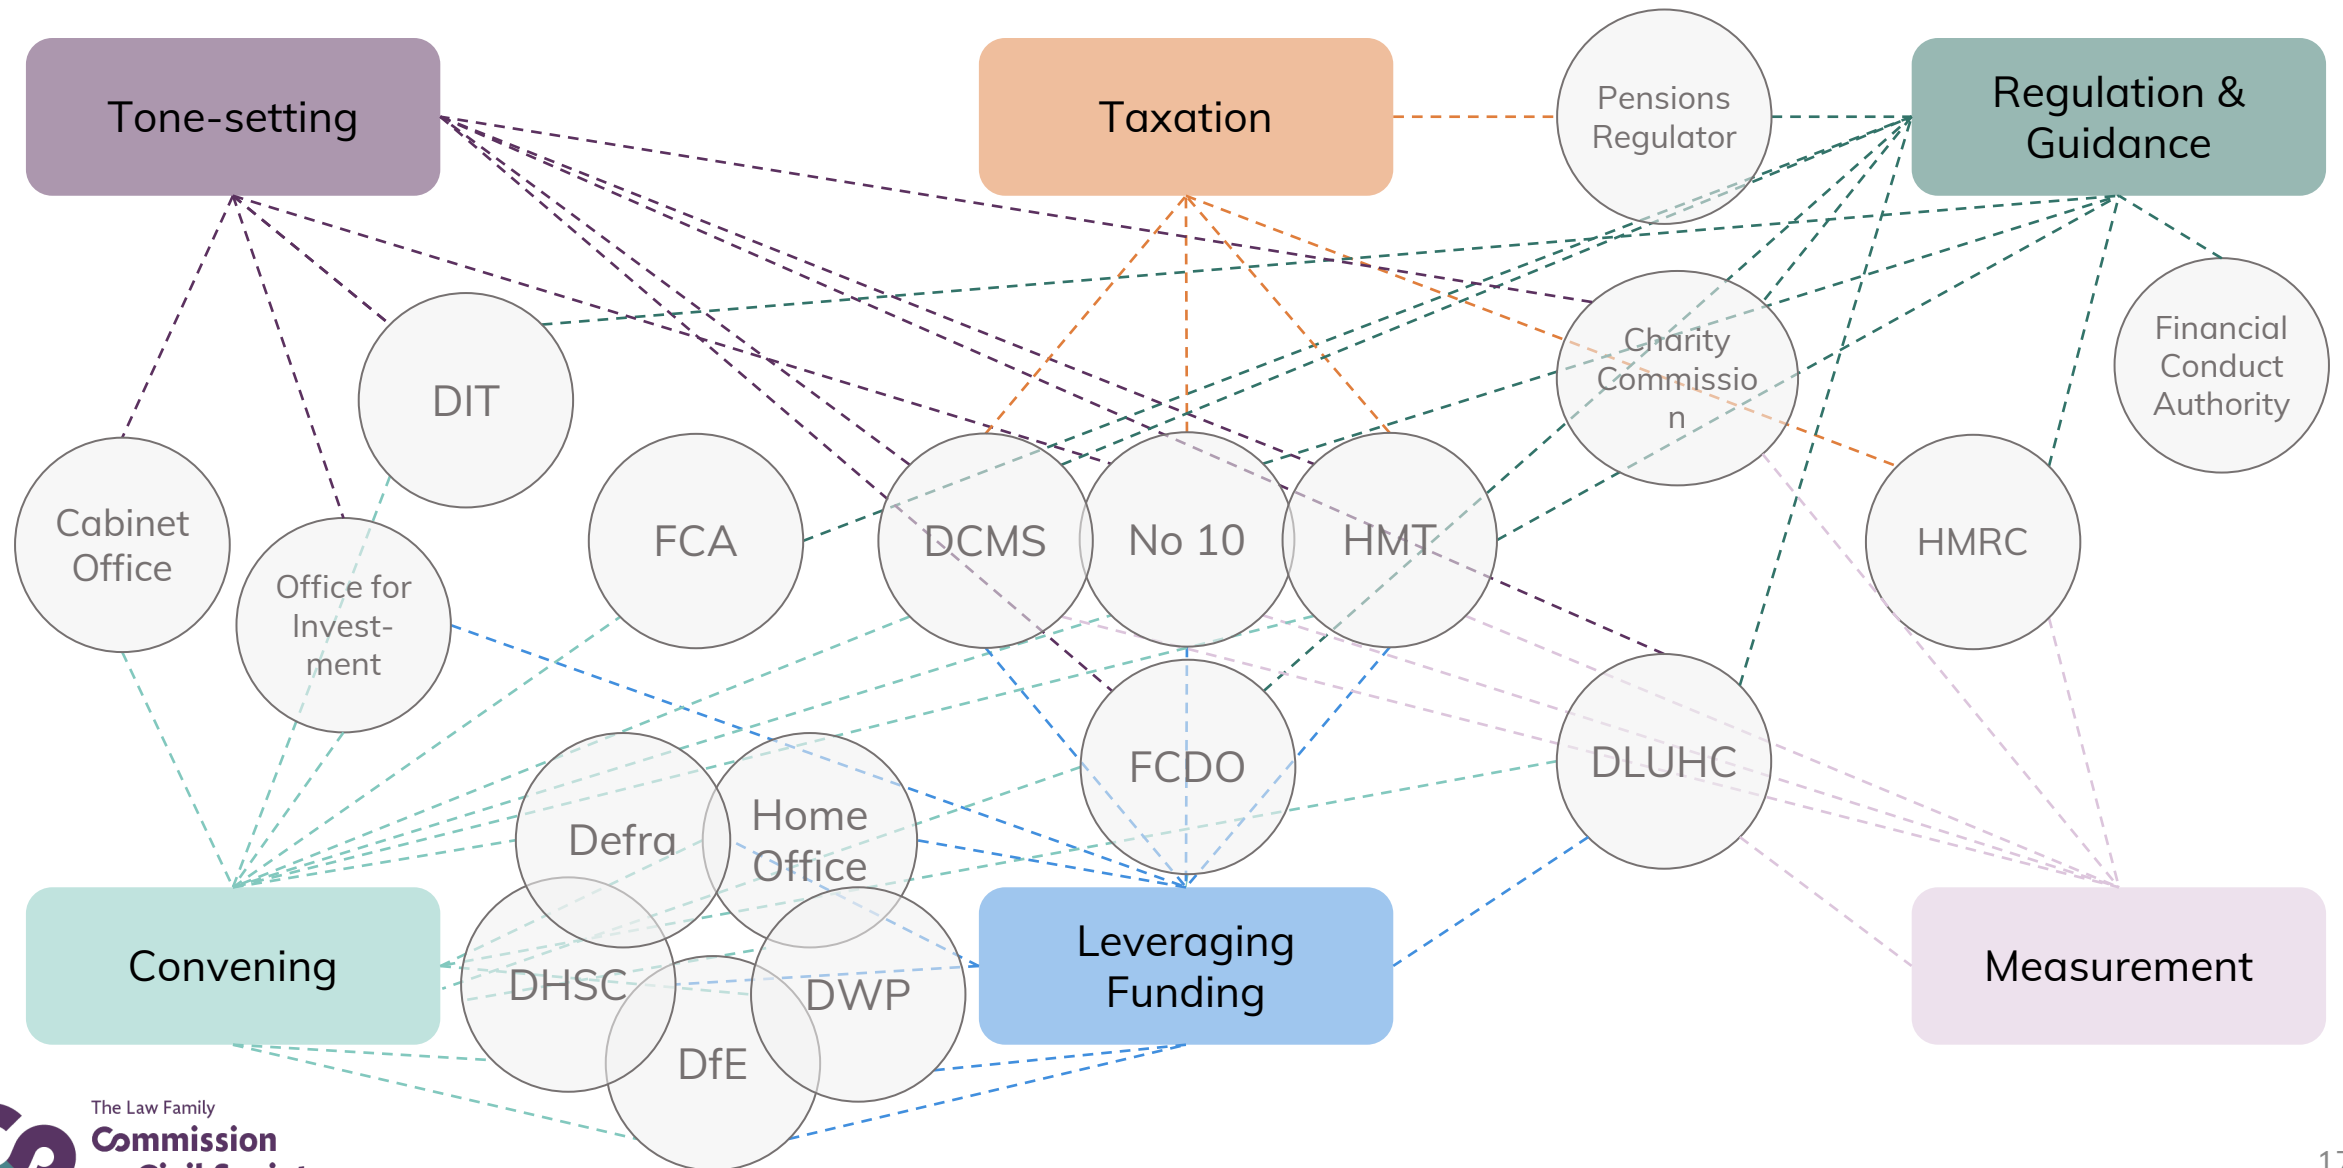 Tone-setting
Taxation
Pensions
Regulator
Regulation &
Guidance
DIT
Charity
Commissio
n
Financial
Conduct
Authority
Cabinet
Office
Office for
Invest-
ment
FCA
DCMS
No 10
HMT
HMRC
FCDO
DLUHC
Defra
Home
Office
Convening
DHSC
DWP
DfE
Leveraging
Funding
Measurement
The Law Family
Commission